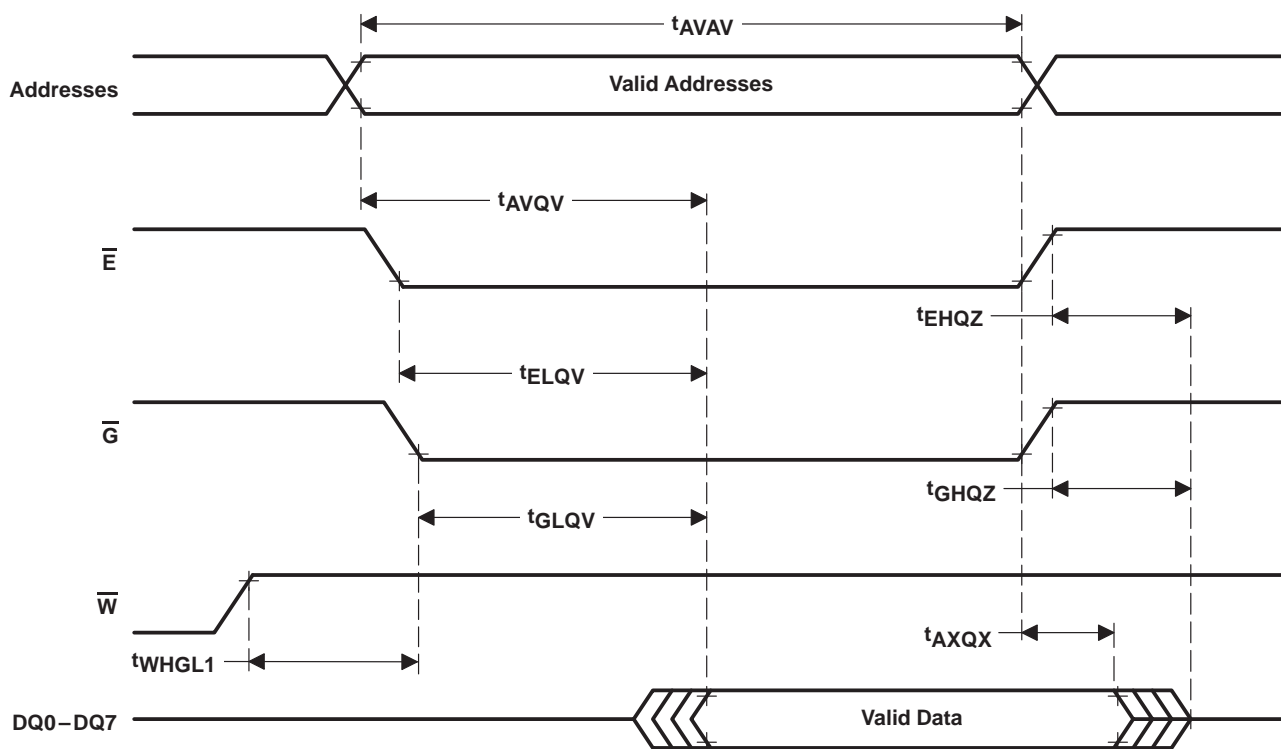 tAVAV
Addresses
Valid Addresses
tAVQV
E̅
tEHQZ
tELQV
G̅
tGHQZ
tGLQV
W̅
tAXQX
tWHGL1
DQ0–DQ7
Valid Data